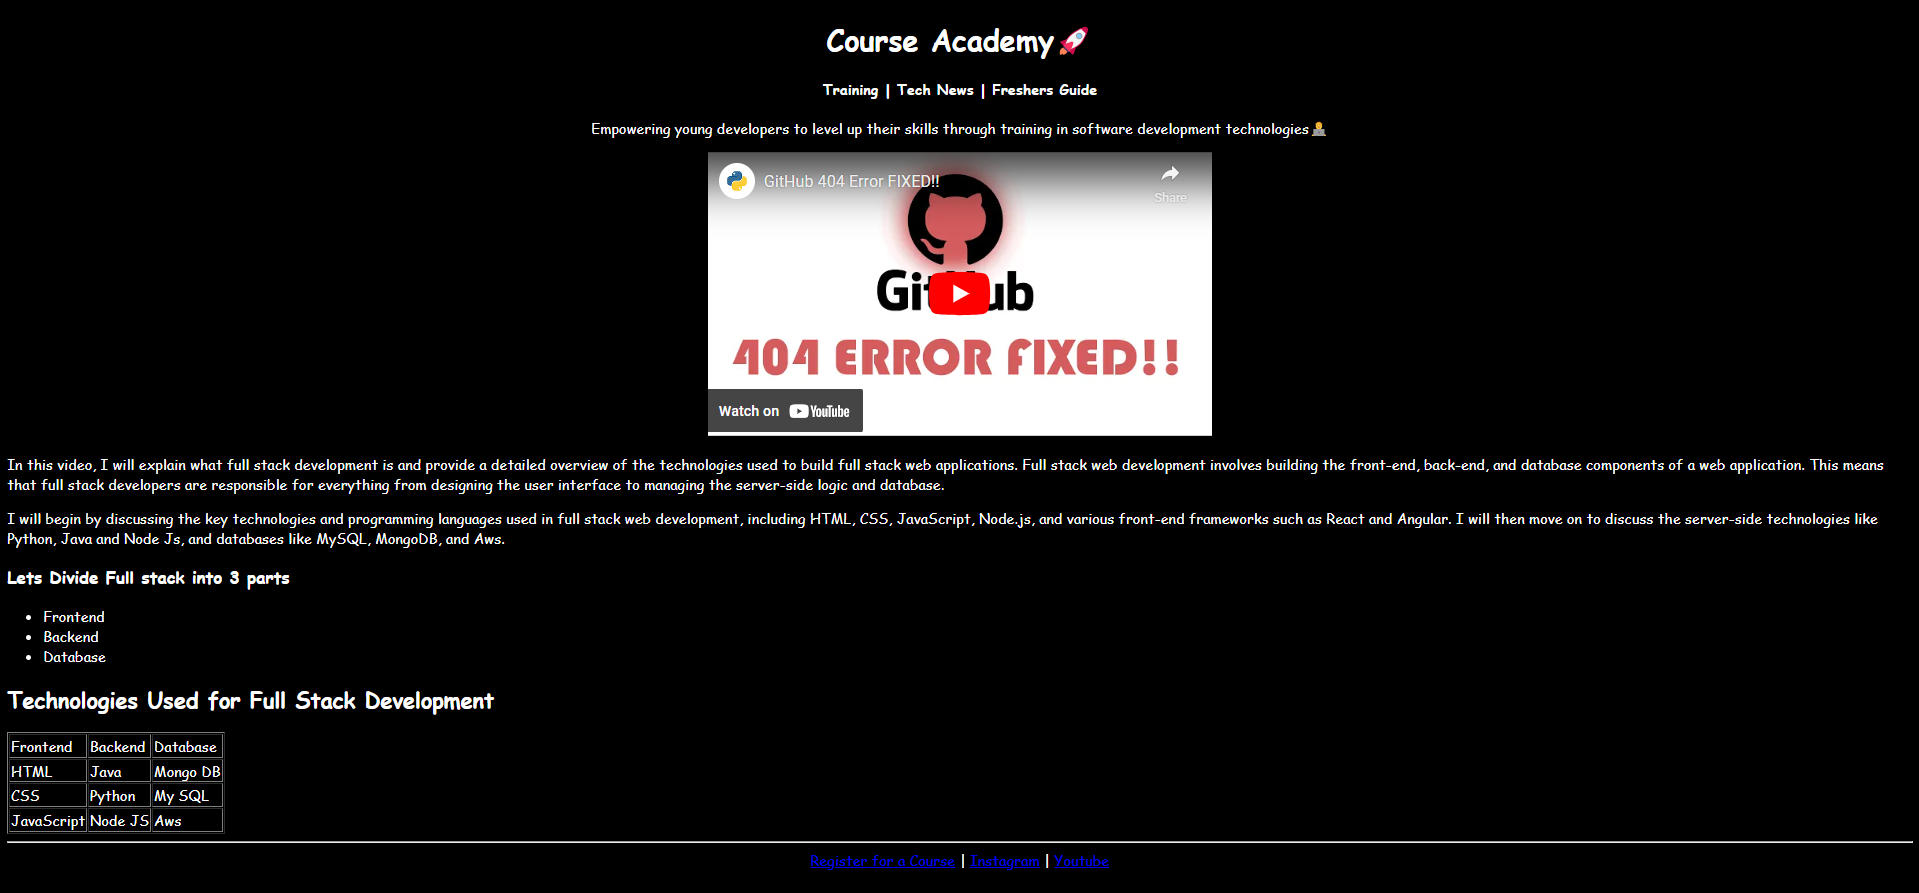 Course Academy🚀
Training | Tech News | Freshers Guide
Empowering young developers to level up their skills through training in software development technologies🧑‍💻
GitHub 404 Error FIXED!!
Share
GitHub
404 ERROR FIXED!!
Watch on YouTube
In this video, I will explain what full stack development is and provide a detailed overview of the technologies used to build full stack web applications. Full stack web development involves building the front-end, back-end, and database components of a web application. This means
that full stack developers are responsible for everything from designing the user interface to managing the server-side logic and database.
I will begin by discussing the key technologies and programming languages used in full stack web development, including HTML, CSS, JavaScript, Node.js, and various front-end frameworks such as React and Angular. I will then move on to discuss the server-side technologies like
Python, Java and Node Js, and databases like MySQL, MongoDB, and Aws.
Lets Divide Full stack into 3 parts
• Frontend
• Backend
• Database
Technologies Used for Full Stack Development
Frontend Backend Database
HTML Java Mongo DB
CSS Python My SQL
JavaScript Node JS Aws
Register for a Course | Instagram | Youtube